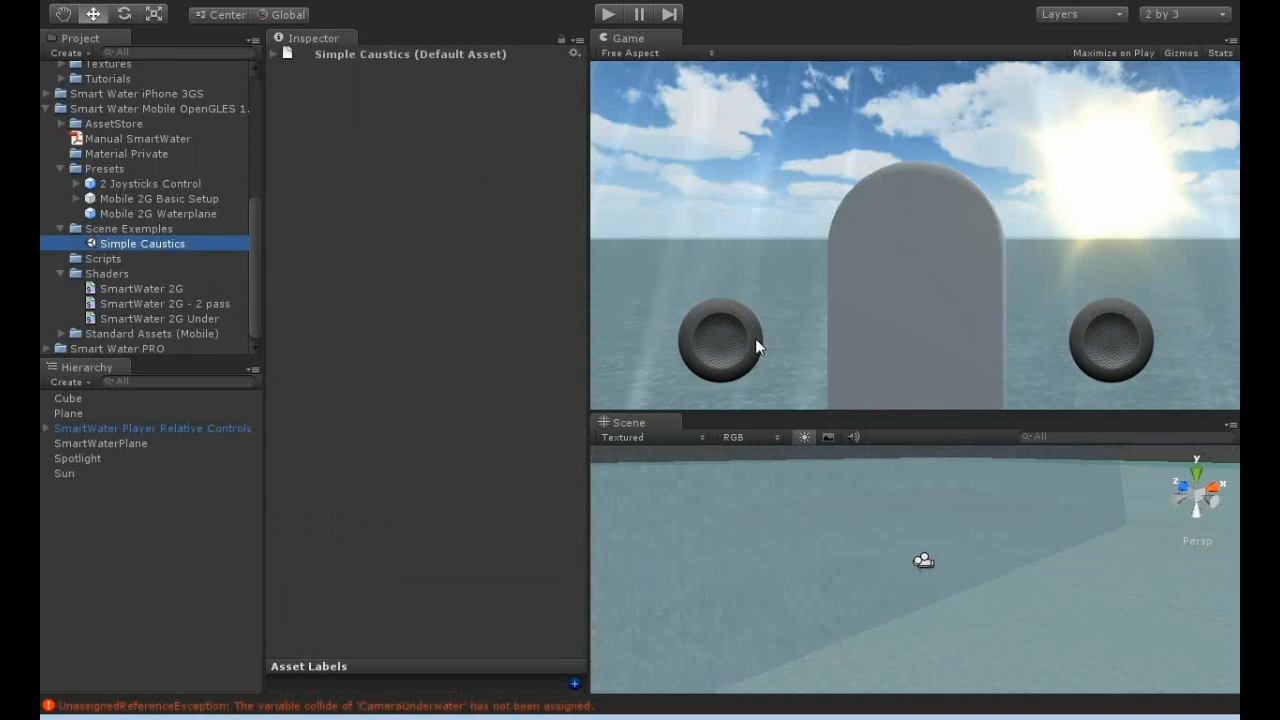 Center Global Layers 2 by 3
Project
Create All
Textures
Tutorials
Smart Water iPhone 3GS
Smart Water Mobile OpenGLES 1.
AssetStore
Manual SmartWater
Material Private
Presets
2 Joysticks Control
Mobile 2G Basic Setup
Mobile 2G Waterplane
Scene Exemples
Simple Caustics
Scripts
Shaders
SmartWater 2G
SmartWater 2G - 2 pass
SmartWater 2G Under
Standard Assets (Mobile)
Smart Water PRO
Hierarchy
Create All
Cube
Plane
SmartWater Player Relative Controls
SmartWaterPlane
Spotlight
Sun
Inspector
Simple Caustics (Default Asset)
Asset Labels
Game
Free Aspect Maximize on Play Gizmos Stats
Scene
Textured RGB All
y
z x
Persp
UnassignedReferenceException: The variable collide of 'CameraUnderwater' has not been assigned.